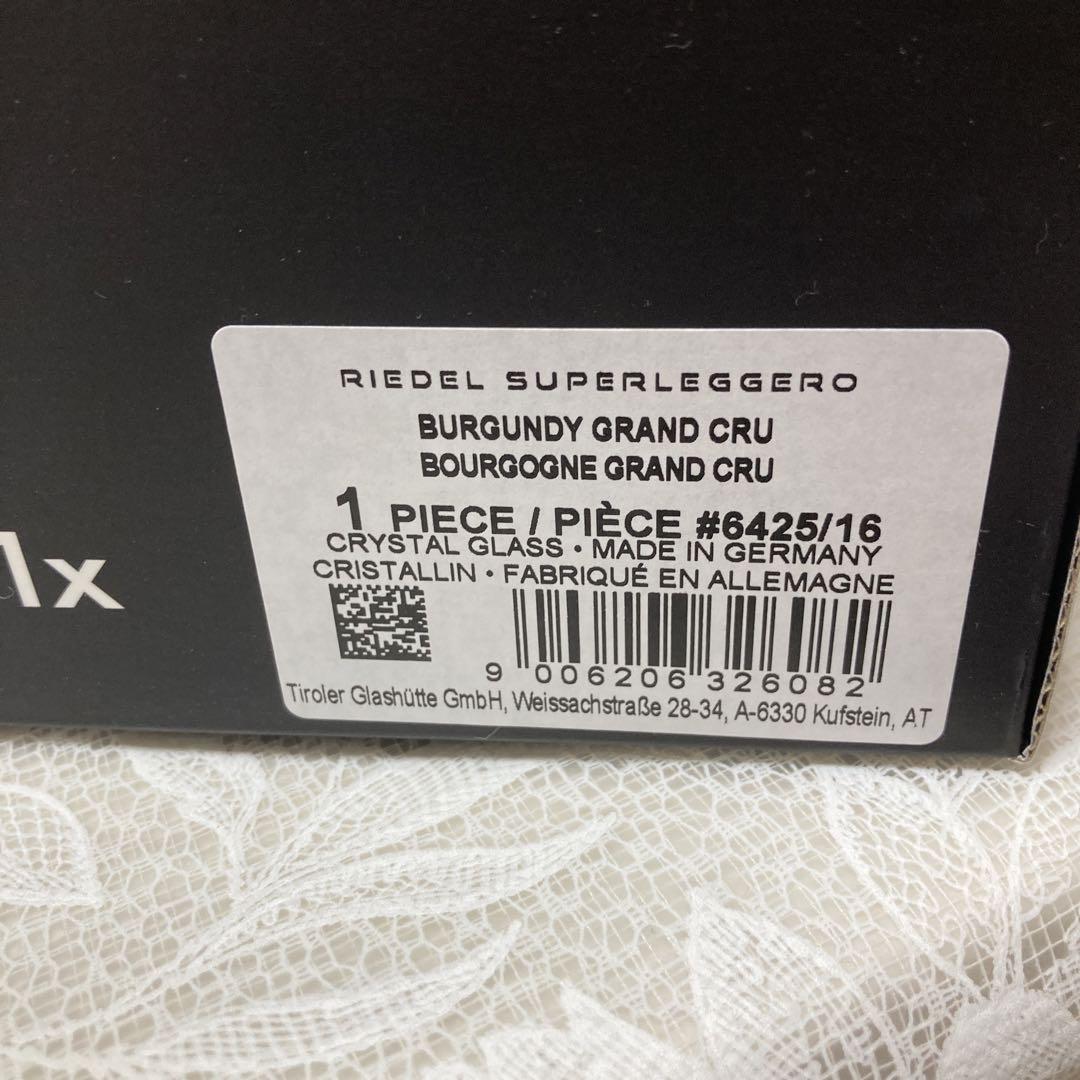 RIEDEL SUPERLEGGERO
BURGUNDY GRAND CRU
BOURGOGNE GRAND CRU
1 PIECE / PIÈCE #6425/16
CRYSTAL GLASS • MADE IN GERMANY
CRISTALLIN • FABRIQUÉ EN ALLEMAGNE
9 006206 326082
Tiroler Glashütte GmbH, Weissachstraße 28-34, A-6330 Kufstein, AT
1x